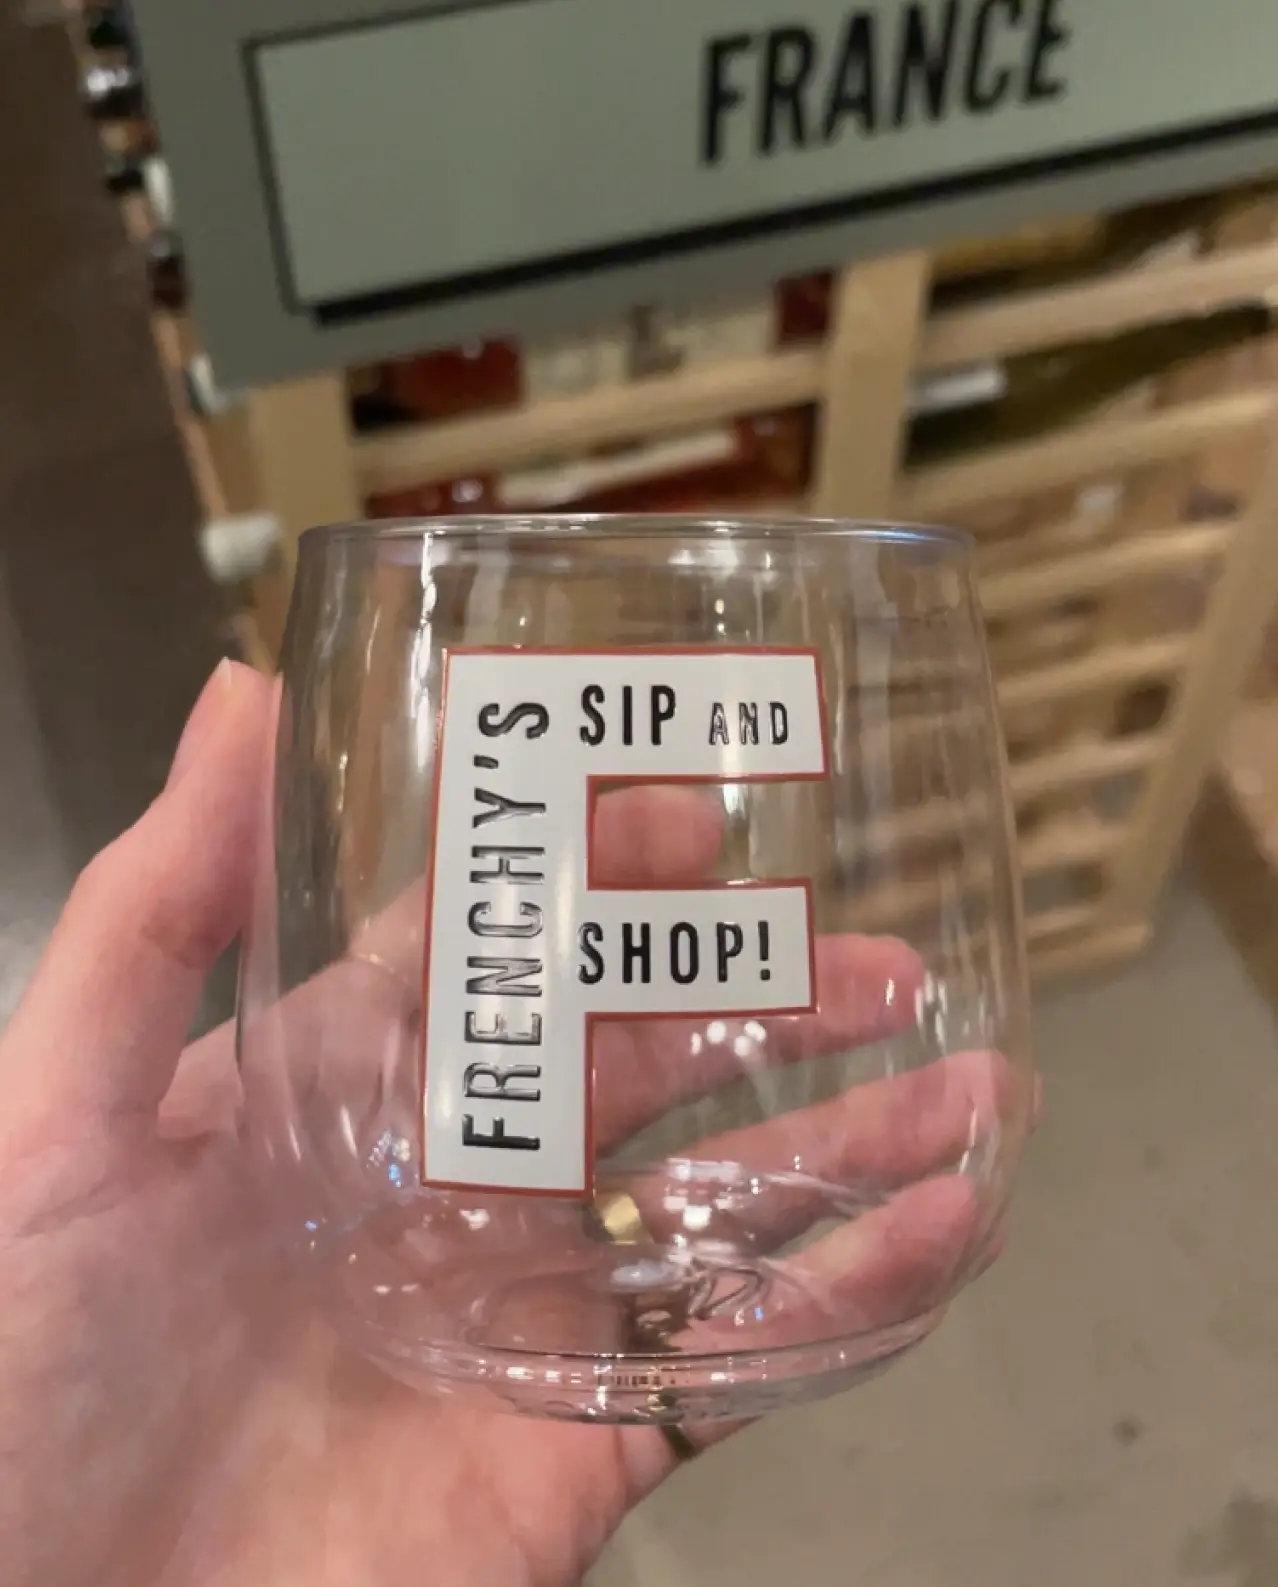 FRANCE
FRENCHY'S
SIP AND
SHOP!